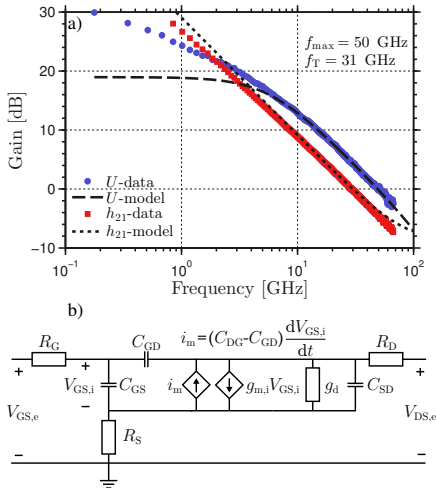 a)
f_max = 50 GHz
f_T = 31 GHz
Gain [dB]
30
20
10
0
−10
U-data
U-model
h_21-data
h_21-model
10^−1
10^0
10^1
10^2
Frequency [GHz]
b)
i_m=(C_DG-C_GD) dV_GS,i/dt
R_G
C_GD
R_D
+
+
+
V_GS,i
C_GS
i_m
g_m,iV_GS,i
g_d
C_SD
V_GS,e
−
V_DS,e
R_S
−
−